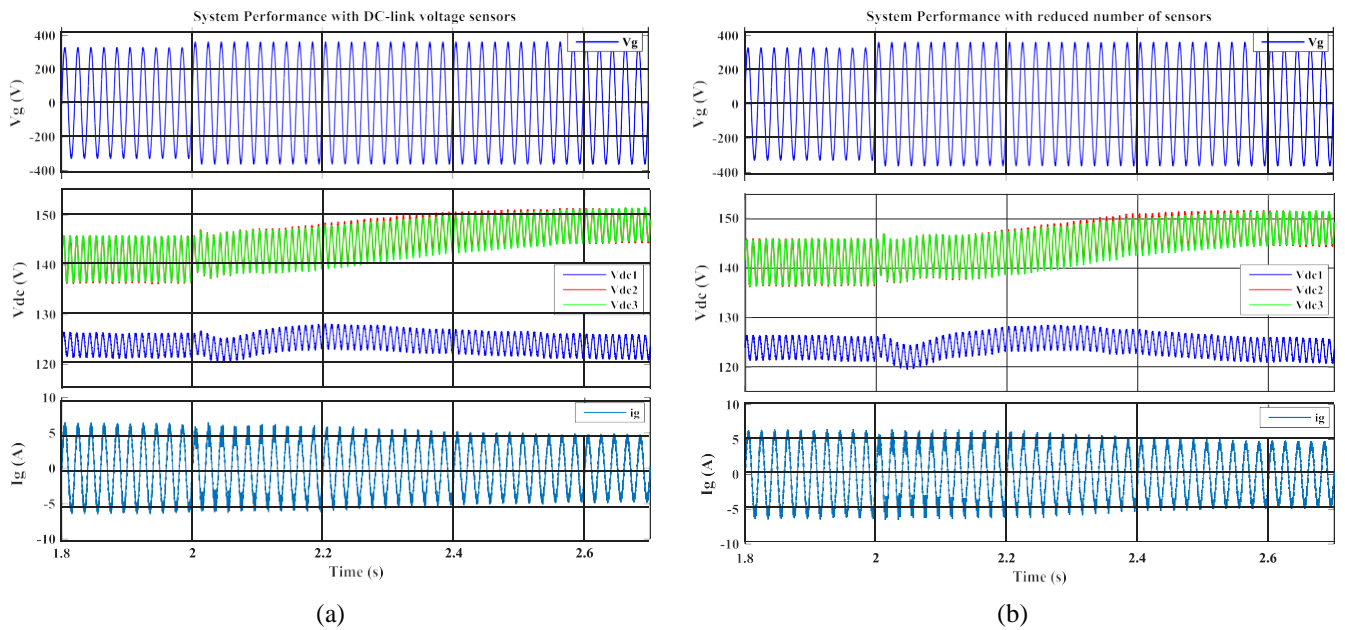 System Performance with DC-link voltage sensors
400
200
0
-200
-400
Vg (V)
Vg
150
140
130
120
Vdc (V)
Vdc1
Vdc2
Vdc3
10
5
0
-5
-10
Ig (A)
ig
1.8
2
2.2
2.4
2.6
Time (s)
(a)
System Performance with reduced number of sensors
400
200
0
-200
-400
Vg (V)
Vg
150
140
130
120
Vdc (V)
Vdc1
Vdc2
Vdc3
10
5
0
-5
-10
Ig (A)
ig
1.8
2
2.2
2.4
2.6
Time (s)
(b)